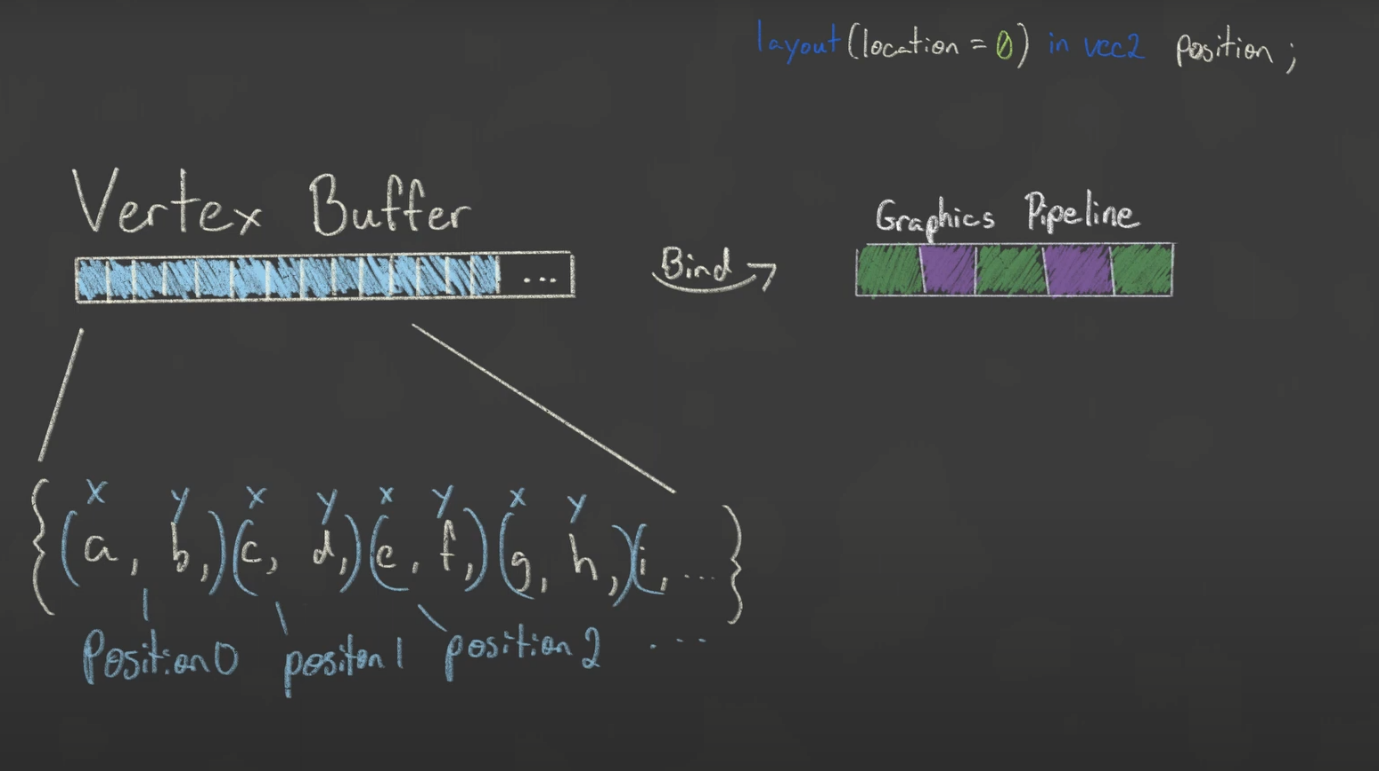 layout(location = 0) in vec2 position;
Vertex Buffer
...
Bind
Graphics Pipeline
x y x y x y x y
{(a, b,)(c, d,)(e, f,)(g, h,)(i, ...}
Position0 positon1 position2 ...